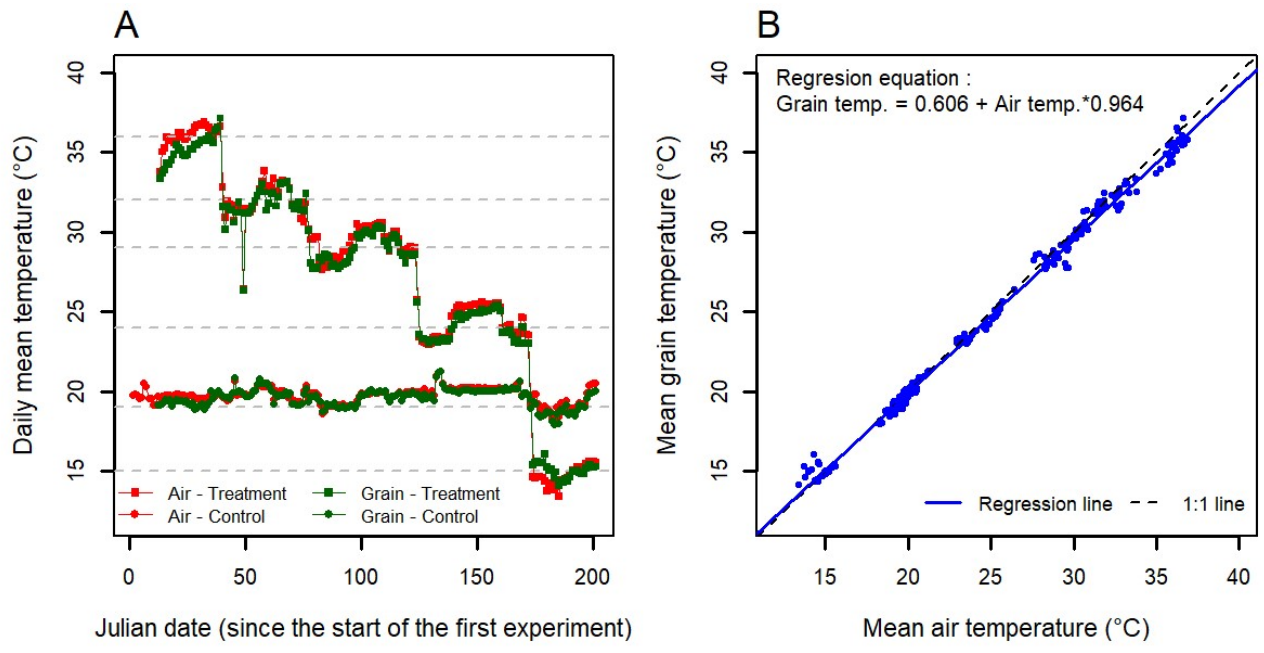 A
Daily mean temperature (°C)
40
35
30
25
20
15
Air - Treatment
Grain - Treatment
Air - Control
Grain - Control
0 50 100 150 200
Julian date (since the start of the first experiment)
B
Mean grain temperature (°C)
40
35
30
25
20
15
Regresion equation :
Grain temp. = 0.606 + Air temp.*0.964
Regression line
1:1 line
15 20 25 30 35 40
Mean air temperature (°C)